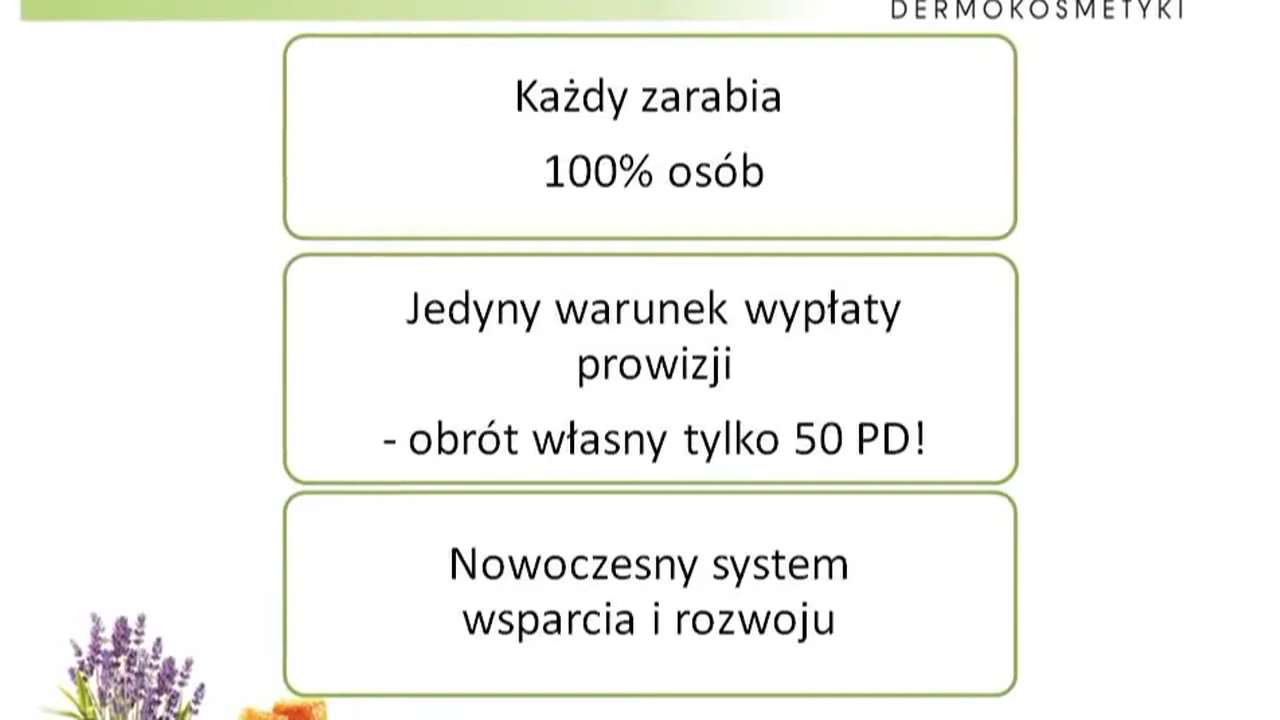 DERMOKOSMETYKI
Każdy zarabia
100% osób
Jedyny warunek wypłaty
prowizji
- obrót własny tylko 50 PD!
Nowoczesny system
wsparcia i rozwoju